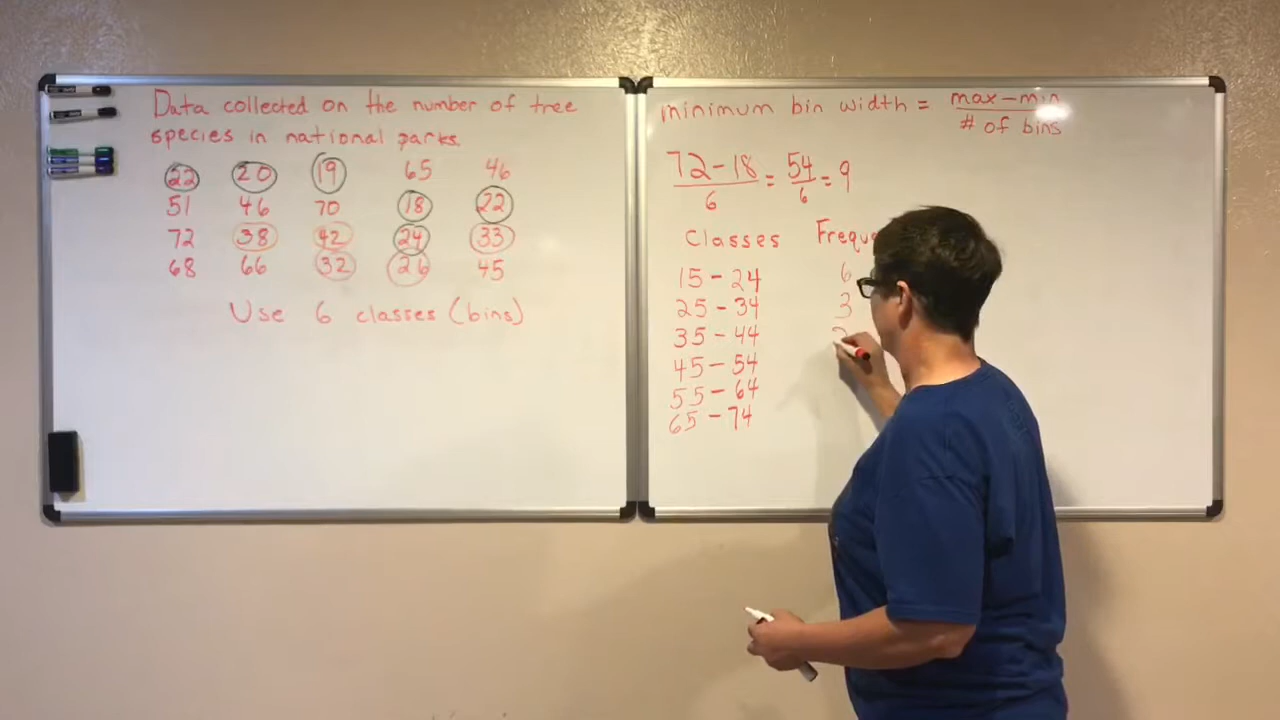 Data collected on the number of tree
species in national parks.
22 20 19 65 46
51 46 70 18 22
72 38 42 24 33
68 66 32 26 45
Use 6 classes (bins)
minimum bin width = max - min
# of bins
72 - 18 = 54 = 9
6 6
Classes
15 - 24 6
25 - 34 3
35 - 44
45 - 54
55 - 64
65 - 74